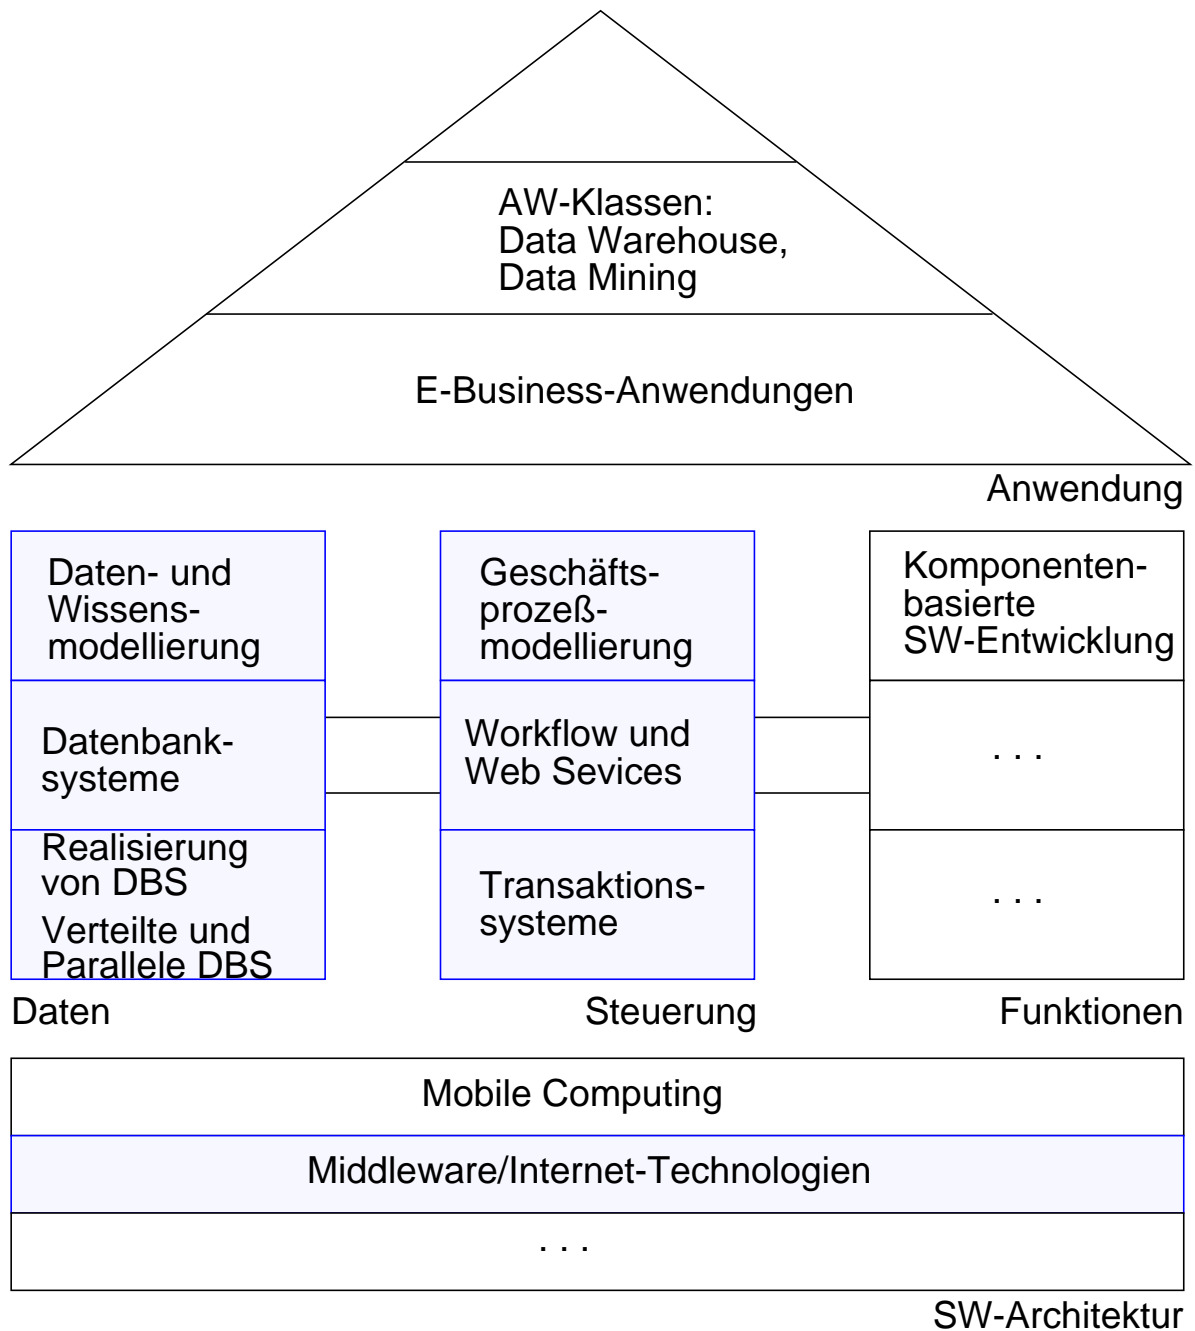 AW-Klassen:
Data Warehouse,
Data Mining
E-Business-Anwendungen
Anwendung
Daten- und
Wissens-
modellierung
Datenbank-
systeme
Realisierung
von DBS
Verteilte und
Parallele DBS
Daten
Geschäfts-
prozeß-
modellierung
Workflow und
Web Sevices
Transaktions-
systeme
Steuerung
Komponenten-
basierte
SW-Entwicklung
. . .
. . .
Funktionen
Mobile Computing
Middleware/Internet-Technologien
. . .
SW-Architektur